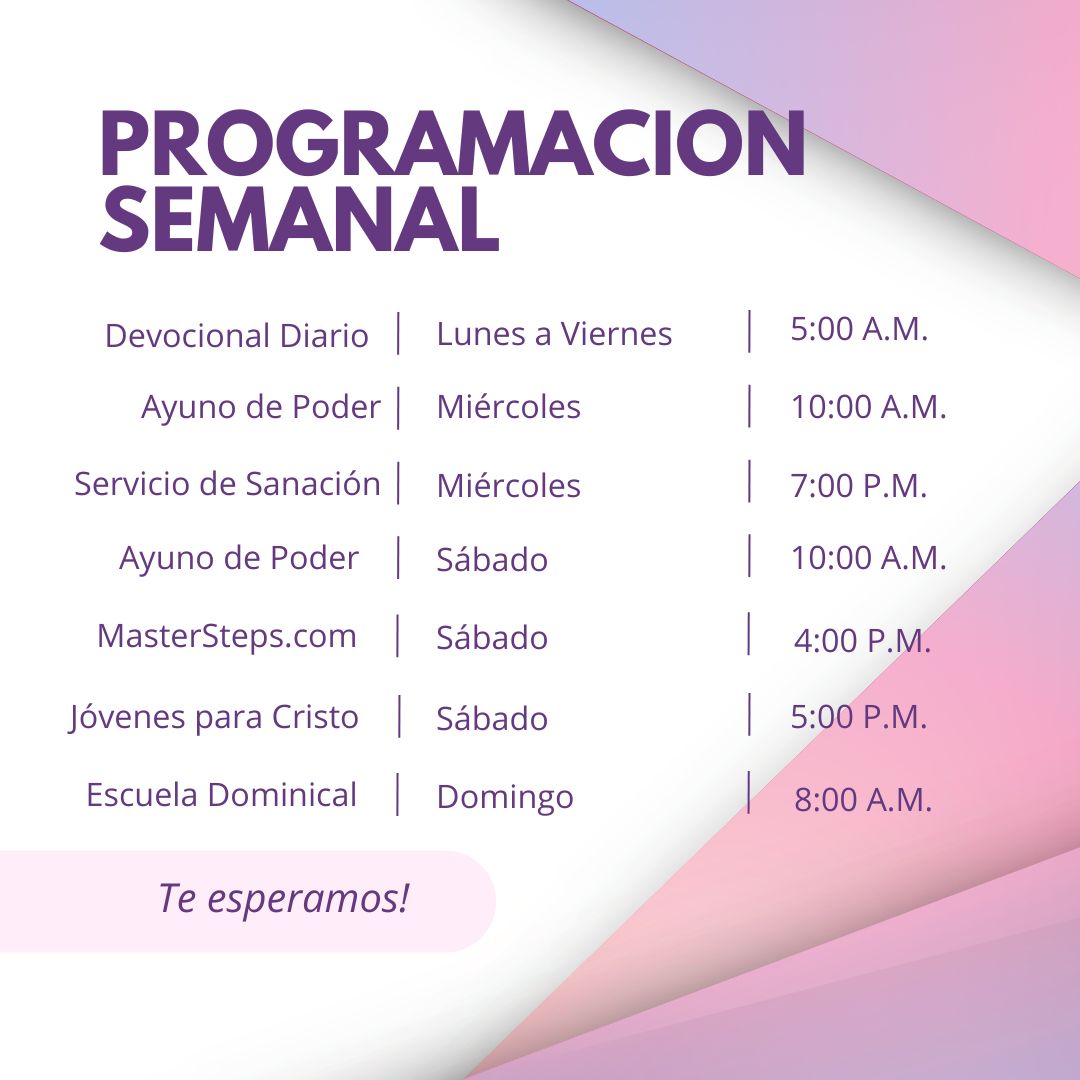 PROGRAMACION
SEMANAL
Devocional Diario | Lunes a Viernes | 5:00 A.M.
Ayuno de Poder | Miércoles | 10:00 A.M.
Servicio de Sanación | Miércoles | 7:00 P.M.
Ayuno de Poder | Sábado | 10:00 A.M.
MasterSteps.com | Sábado | 4:00 P.M.
Jóvenes para Cristo | Sábado | 5:00 P.M.
Escuela Dominical | Domingo | 8:00 A.M.
Te esperamos!